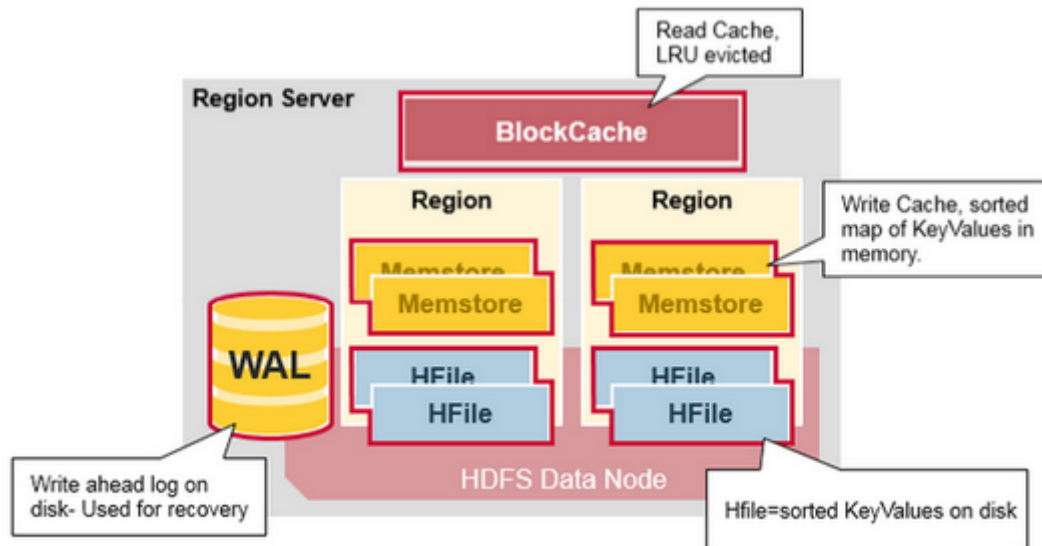 Read Cache,
LRU evicted
Region Server
BlockCache
Region
Region
Write Cache, sorted
map of KeyValues in
memory.
Memstore
Memstore
Memstore
Memstore
WAL
HFile
HFile
HFile
HFile
HDFS Data Node
Write ahead log on
disk- Used for recovery
Hfile=sorted KeyValues on disk